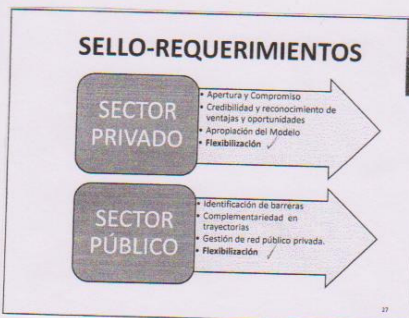 SELLO-REQUERIMIENTOS
SECTOR
PRIVADO
• Apertura y Compromiso
• Credibilidad y reconocimiento de
ventajas y oportunidades
• Apropiación del Modelo
• Flexibilización
SECTOR
PÚBLICO
• Identificación de barreras
• Complementariedad en
trayectorias
• Gestión de red público privada.
• Flexibilización
27